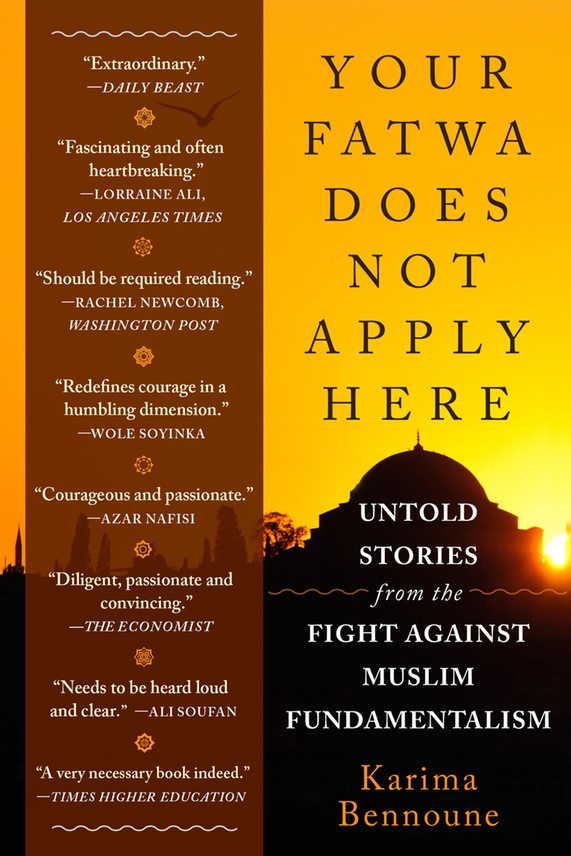 “Extraordinary.”
—DAILY BEAST
“Fascinating and often
heartbreaking.”
—LORRAINE ALI,
LOS ANGELES TIMES
“Should be required reading.”
—RACHEL NEWCOMB,
WASHINGTON POST
“Redefines courage in a
humbling dimension.”
—WOLE SOYINKA
“Courageous and passionate.”
—AZAR NAFISI
“Diligent, passionate and
convincing.”
—THE ECONOMIST
“Needs to be heard loud
and clear.” —ALI SOUFAN
“A very necessary book indeed.”
—TIMES HIGHER EDUCATION
YOUR
FATWA
DOES
NOT
APPLY
HERE
UNTOLD
STORIES
from the
FIGHT AGAINST
MUSLIM
FUNDAMENTALISM
Karima
Bennoune